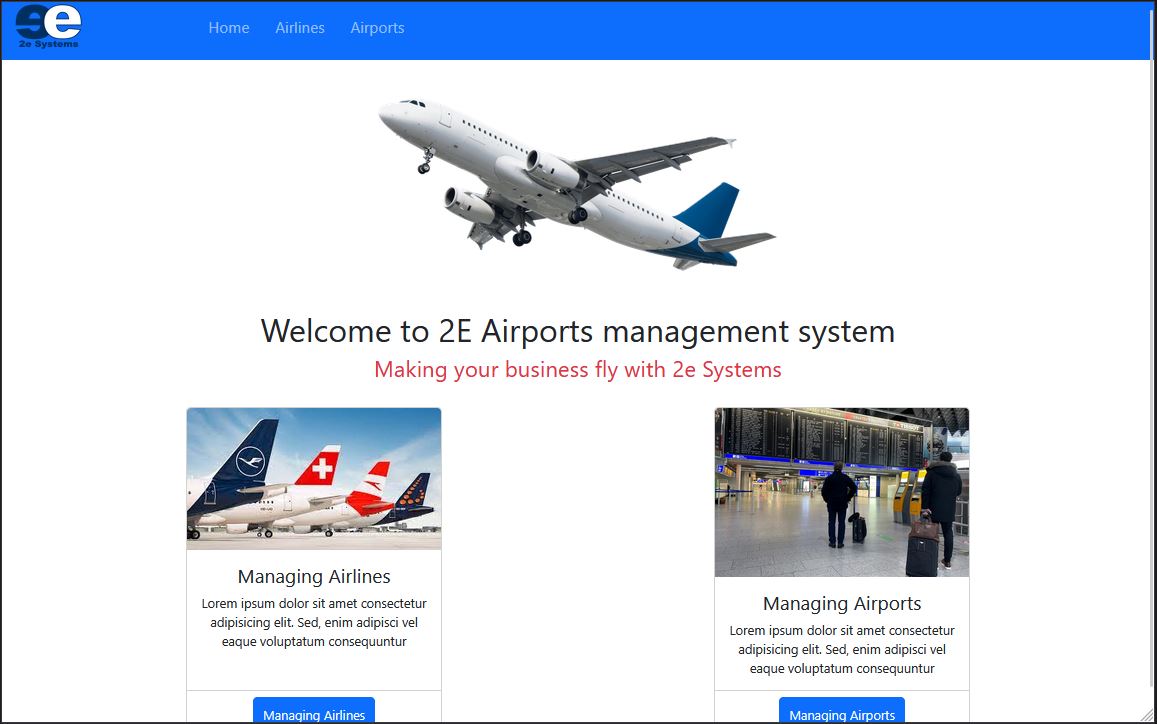 2e
2e Systems
Home Airlines Airports
Welcome to 2E Airports management system
Making your business fly with 2e Systems
Managing Airlines
Lorem ipsum dolor sit amet consectetur
adipisicing elit. Sed, enim adipisci vel
eaque voluptatum consequuntur
Managing Airlines
Managing Airports
Lorem ipsum dolor sit amet consectetur
adipisicing elit. Sed, enim adipisci vel
eaque voluptatum consequuntur
Managing Airports